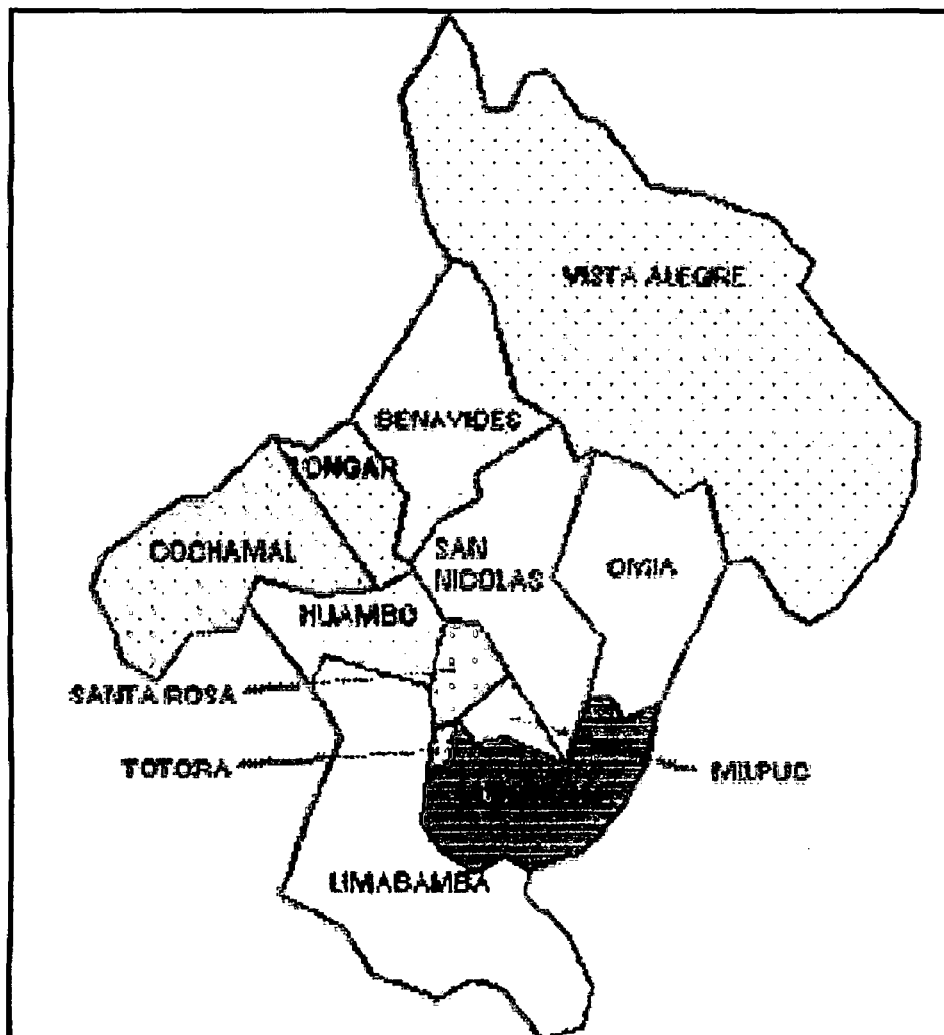 VISTA ALEGRE
BENAVIDES
LONGAR
COCHAMAL
SAN
NICOLAS
OMIA
HUAMBO
SANTA ROSA
TOTORA
MILPUC
LIMABAMBA